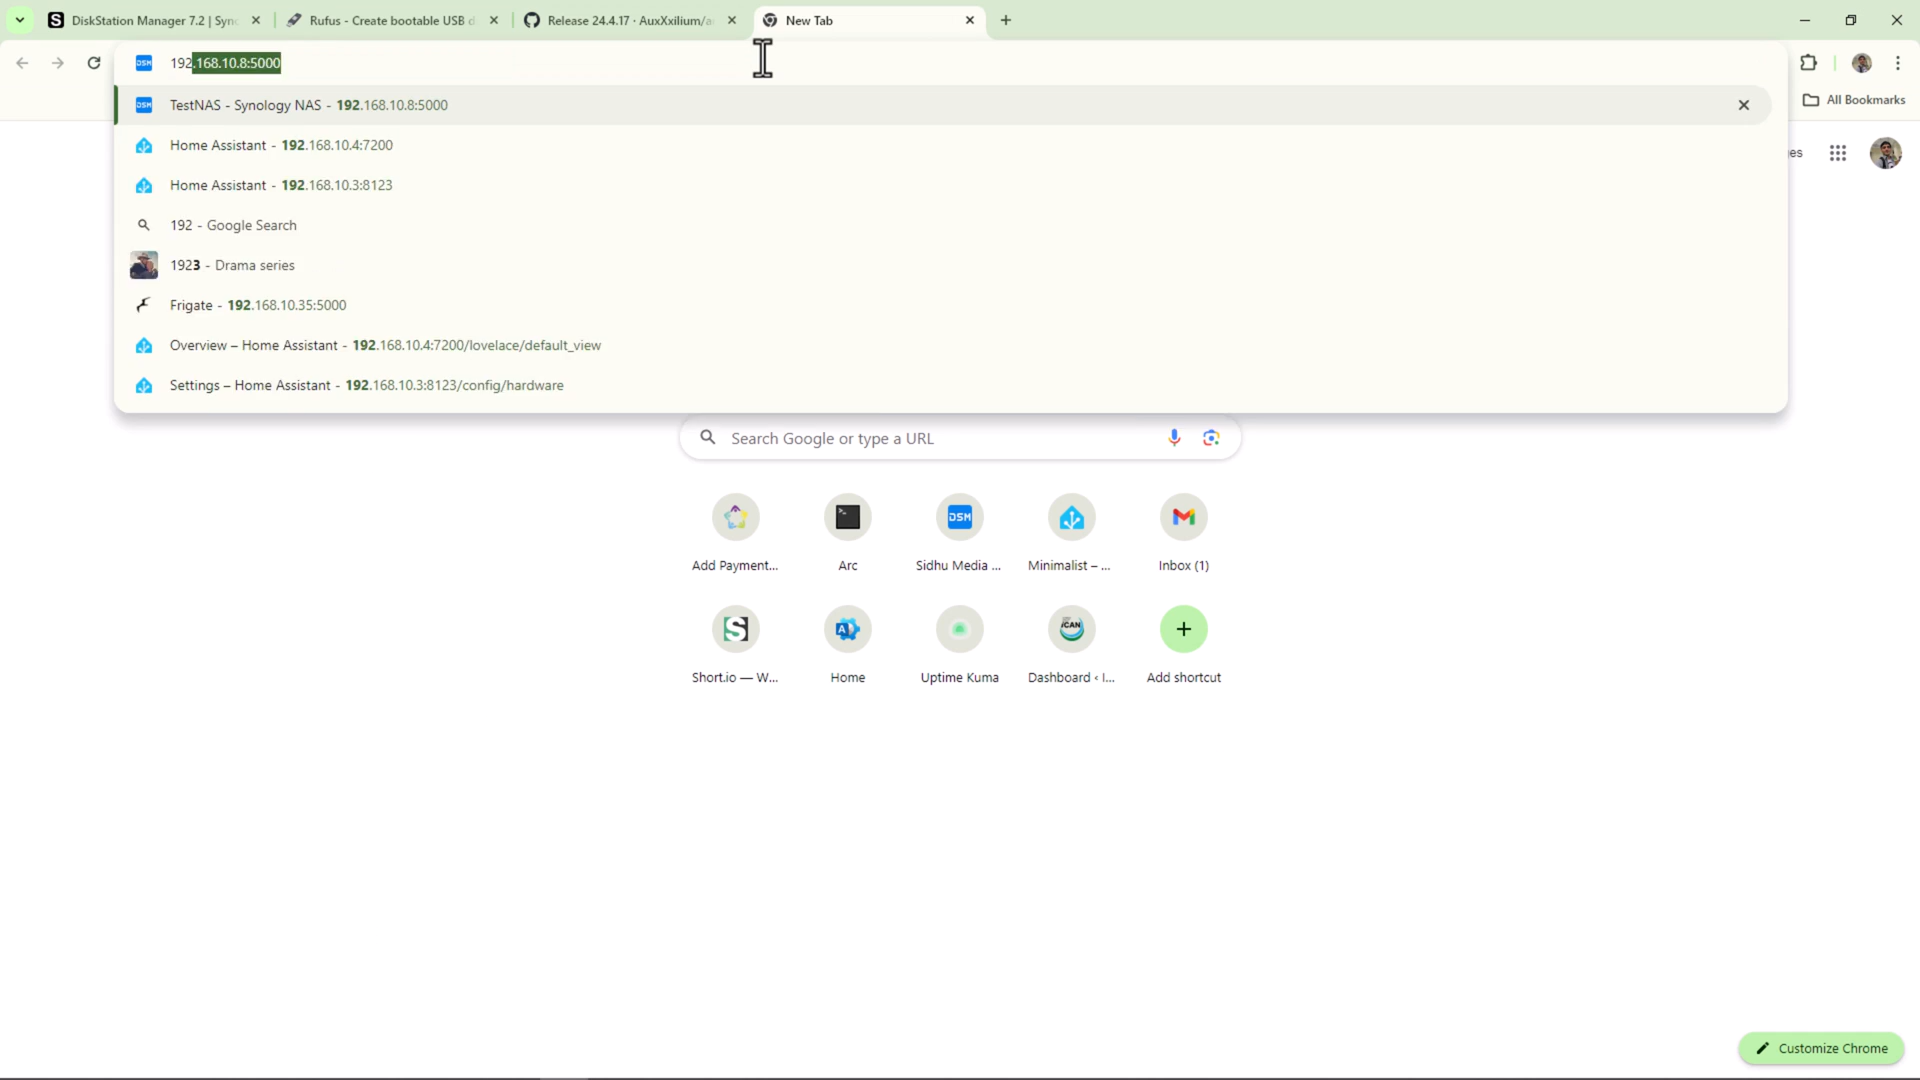 DiskStation Manager 7.2 | Syno
Rufus - Create bootable USB d
Release 24.4.17 · AuxXxilium/a
New Tab
192.168.10.8:5000
DSM
TestNAS - Synology NAS - 192.168.10.8:5000
All Bookmarks
Home Assistant - 192.168.10.4:7200
es
Home Assistant - 192.168.10.3:8123
192 - Google Search
1923 - Drama series
Frigate - 192.168.10.35:5000
Overview – Home Assistant - 192.168.10.4:7200/lovelace/default_view
Settings – Home Assistant - 192.168.10.3:8123/config/hardware
Search Google or type a URL
DSM
Add Payment...
Arc
Sidhu Media ...
Minimalist – ...
Inbox (1)
S
A
iCAN
Short.io — W...
Home
Uptime Kuma
Dashboard ‹ I...
Add shortcut
Customize Chrome